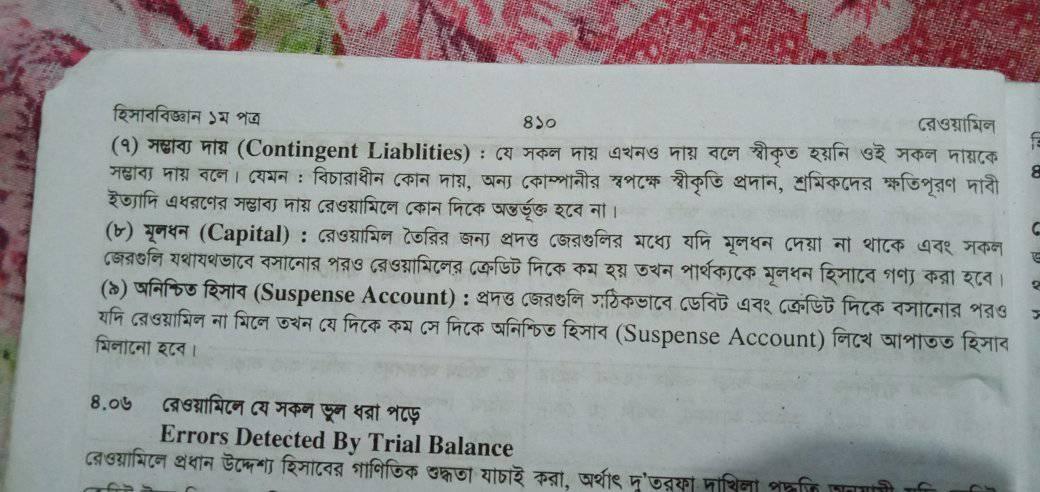 হিসাববিজ্ঞান ১ম পত্র
৪১০
রেওয়ামিল
(৭) সম্ভাব্য দায় (Contingent Liablities) : যে সকল দায় এখনও দায় বলে স্বীকৃত হয়নি ওই সকল দায়কে
সম্ভাব্য দায় বলে। যেমন : বিচারাধীন কোন দায়, অন্য কোম্পানীর স্বপক্ষে স্বীকৃতি প্রদান, শ্রমিকদের ক্ষতিপূরণ দাবী
ইত্যাদি এধরণের সম্ভাব্য দায় রেওয়ামিলে কোন দিকে অন্তর্ভূক্ত হবে না।
(৮) মূলধন (Capital) : রেওয়ামিল তৈরির জন্য প্রদত্ত জেরগুলির মধ্যে যদি মূলধন দেয়া না থাকে এবং সকল
জেরগুলি যথাযথভাবে বসানোর পরও রেওয়ামিলের ক্রেডিট দিকে কম হয় তখন পার্থক্যকে মূলধন হিসাবে গণ্য করা হবে।
(৯) অনিশ্চিত হিসাব (Suspense Account) : প্রদত্ত জেরগুলি সঠিকভাবে ডেবিট এবং ক্রেডিট দিকে বসানোর পরও
যদি রেওয়ামিল না মিলে তখন যে দিকে কম সে দিকে অনিশ্চিত হিসাব (Suspense Account) লিখে আপাতত হিসাব
মিলানো হবে।
৪.০৬ রেওয়ামিলে যে সকল ভূল ধরা পড়ে
Errors Detected By Trial Balance
রেওয়ামিলে প্রধান উদ্দেশ্য হিসাবের গাণিতিক শুদ্ধতা যাচাই করা, অর্থাৎ দু'তরফা দাখিলা পদ্ধতি